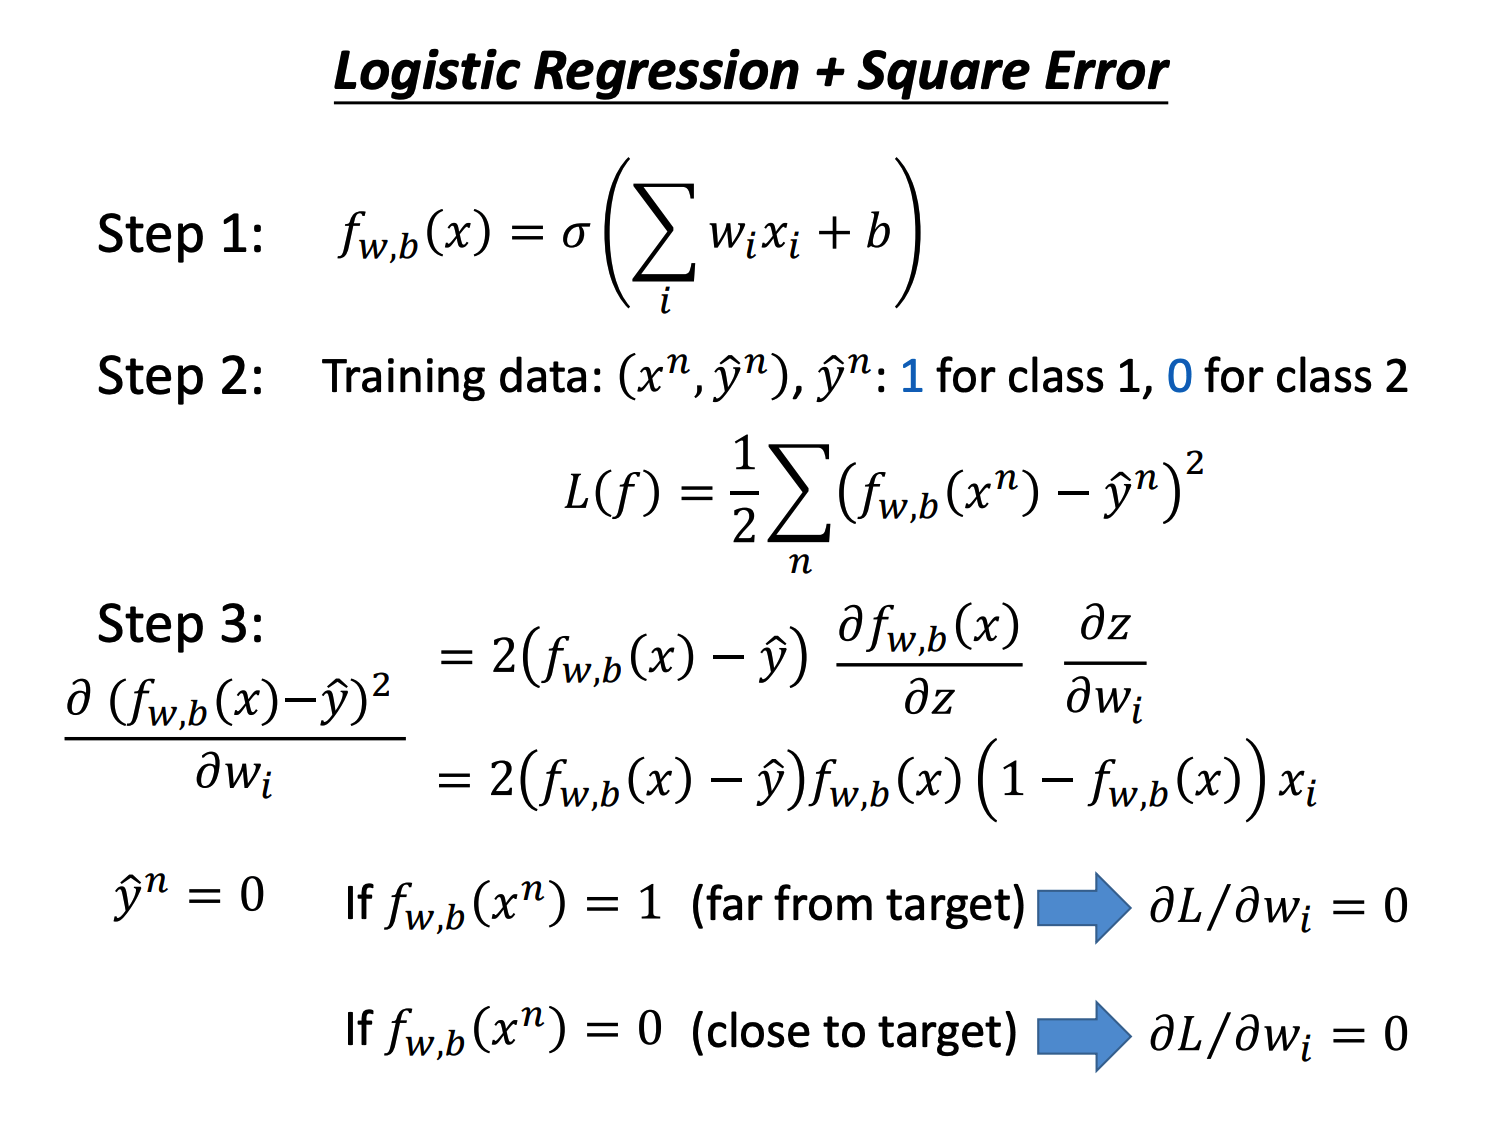 Logistic Regression + Square Error
Step 1: f_{w,b}(x) = σ(∑_i w_i x_i + b)
Step 2: Training data: (x^n, ŷ^n), ŷ^n: 1 for class 1, 0 for class 2
L(f) = 1/2 ∑_n (f_{w,b}(x^n) − ŷ^n)^2
Step 3:
∂ (f_{w,b}(x)−ŷ)^2 / ∂w_i = 2(f_{w,b}(x) − ŷ) ∂f_{w,b}(x)/∂z ∂z/∂w_i
= 2(f_{w,b}(x) − ŷ)f_{w,b}(x)(1 − f_{w,b}(x))x_i
ŷ^n = 0 If f_{w,b}(x^n) = 1 (far from target) ∂L/∂w_i = 0
If f_{w,b}(x^n) = 0 (close to target) ∂L/∂w_i = 0